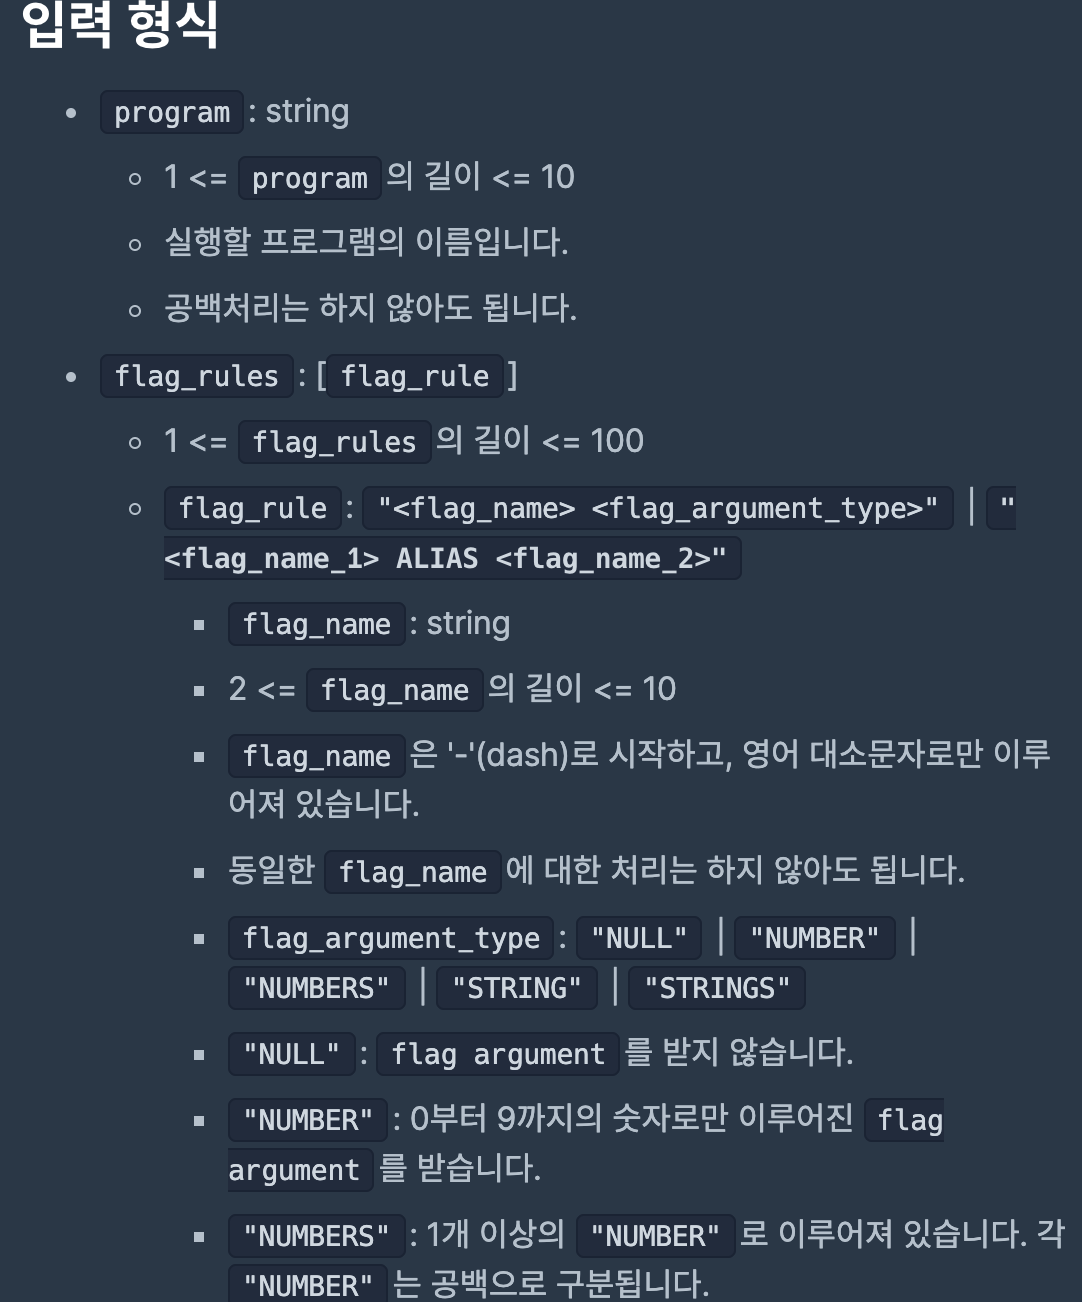 입력 형식
program : string
1 <= program 의 길이 <= 10
실행할 프로그램의 이름입니다.
공백처리는 하지 않아도 됩니다.
flag_rules : [ flag_rule ]
1 <= flag_rules 의 길이 <= 100
flag_rule : "<flag_name> <flag_argument_type>" | "
<flag_name_1> ALIAS <flag_name_2>"
flag_name : string
2 <= flag_name 의 길이 <= 10
flag_name 은 '-'(dash)로 시작하고, 영어 대소문자로만 이루
어져 있습니다.
동일한 flag_name 에 대한 처리는 하지 않아도 됩니다.
flag_argument_type : "NULL" | "NUMBER" |
"NUMBERS" | "STRING" | "STRINGS"
"NULL" : flag argument 를 받지 않습니다.
"NUMBER" : 0부터 9까지의 숫자로만 이루어진 flag
argument 를 받습니다.
"NUMBERS" : 1개 이상의 "NUMBER" 로 이루어져 있습니다. 각
"NUMBER" 는 공백으로 구분됩니다.